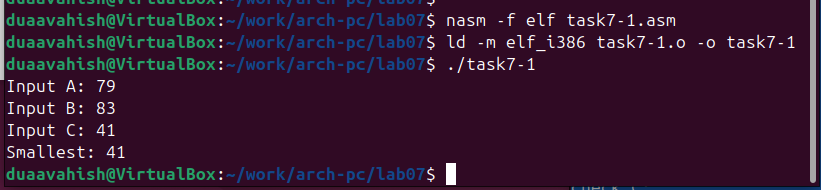 duaavahish@VirtualBox:~/work/arch-pc/lab07$ nasm -f elf task7-1.asm
duaavahish@VirtualBox:~/work/arch-pc/lab07$ ld -m elf_i386 task7-1.o -o task7-1
duaavahish@VirtualBox:~/work/arch-pc/lab07$ ./task7-1
Input A: 79
Input B: 83
Input C: 41
Smallest: 41
duaavahish@VirtualBox:~/work/arch-pc/lab07$